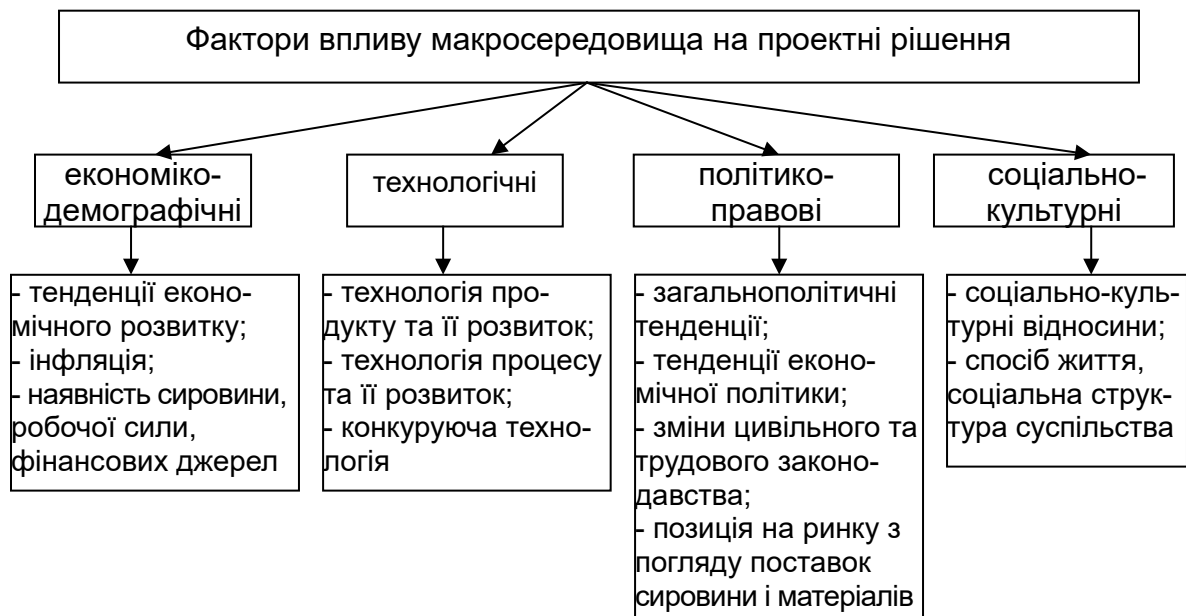 Фактори впливу макросередовища на проектні рішення
економіко-
демографічні
технологічні
політико-
правові
соціально-
культурні
- тенденції еконо-
мічного розвитку;
- інфляція;
- наявність сировини,
робочої сили,
фінансових джерел
- технологія про-
дукту та її розвиток;
- технологія процесу
та її розвиток;
- конкуруюча техно-
логія
- загальнополітичні
тенденції;
- тенденції еконо-
мічної політики;
- зміни цивільного та
трудового законо-
давства;
- позиція на ринку з
погляду поставок
сировини і матеріалів
- соціально-куль-
турні відносини;
- спосіб життя,
соціальна струк-
тура суспільства